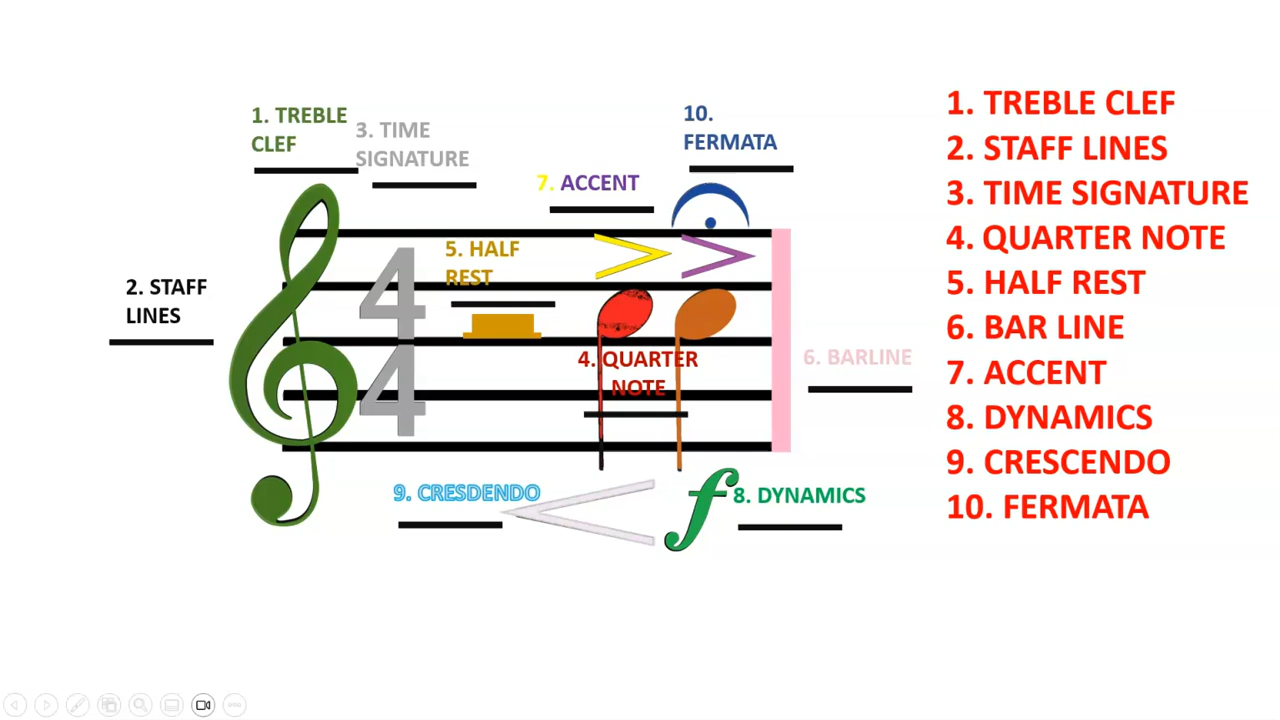 1. TREBLE
CLEF
3. TIME
SIGNATURE
10.
FERMATA
7. ACCENT
5. HALF
REST
2. STAFF
LINES
4
4
4. QUARTER
NOTE
6. BARLINE
9. CRESDENDO
f
8. DYNAMICS
1. TREBLE CLEF
2. STAFF LINES
3. TIME SIGNATURE
4. QUARTER NOTE
5. HALF REST
6. BAR LINE
7. ACCENT
8. DYNAMICS
9. CRESCENDO
10. FERMATA